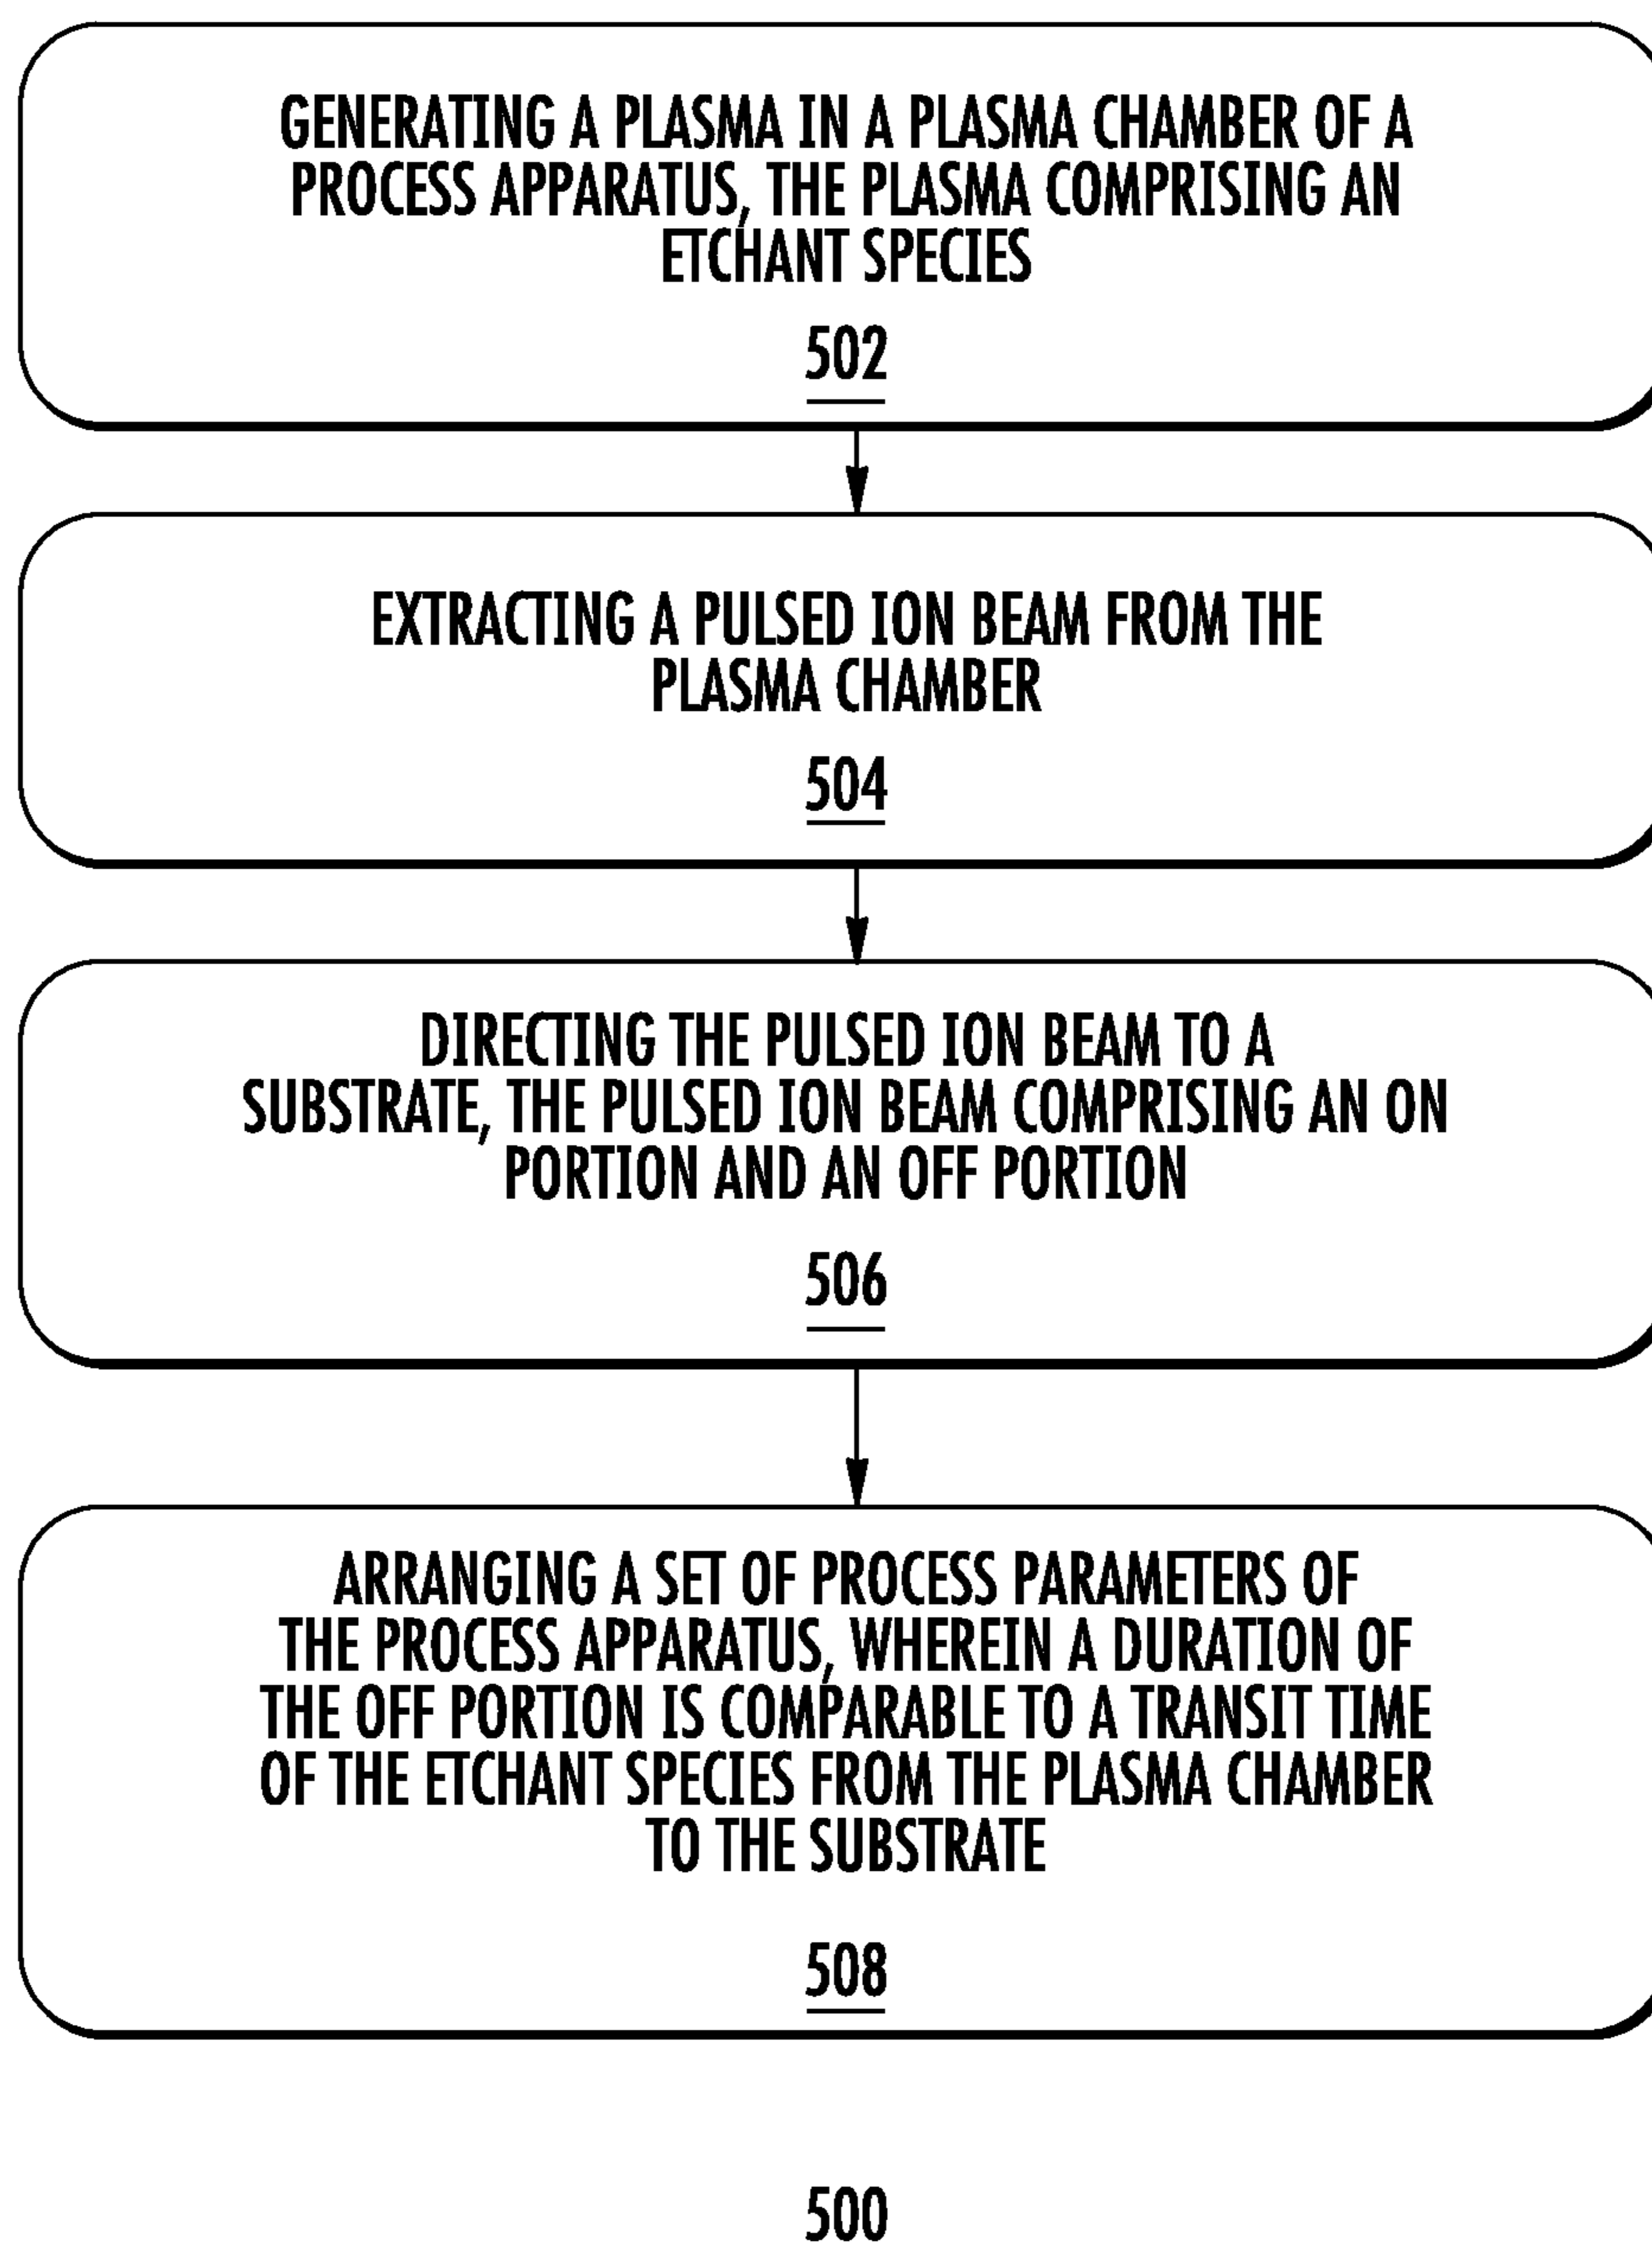 GENERATING A PLASMA IN A PLASMA CHAMBER OF A
PROCESS APPARATUS, THE PLASMA COMPRISING AN
ETCHANT SPECIES
502
EXTRACTING A PULSED ION BEAM FROM THE
PLASMA CHAMBER
504
DIRECTING THE PULSED ION BEAM TO A
SUBSTRATE, THE PULSED ION BEAM COMPRISING AN ON
PORTION AND AN OFF PORTION
506
ARRANGING A SET OF PROCESS PARAMETERS OF
THE PROCESS APPARATUS, WHEREIN A DURATION OF
THE OFF PORTION IS COMPARABLE TO A TRANSIT TIME
OF THE ETCHANT SPECIES FROM THE PLASMA CHAMBER
TO THE SUBSTRATE
508
500